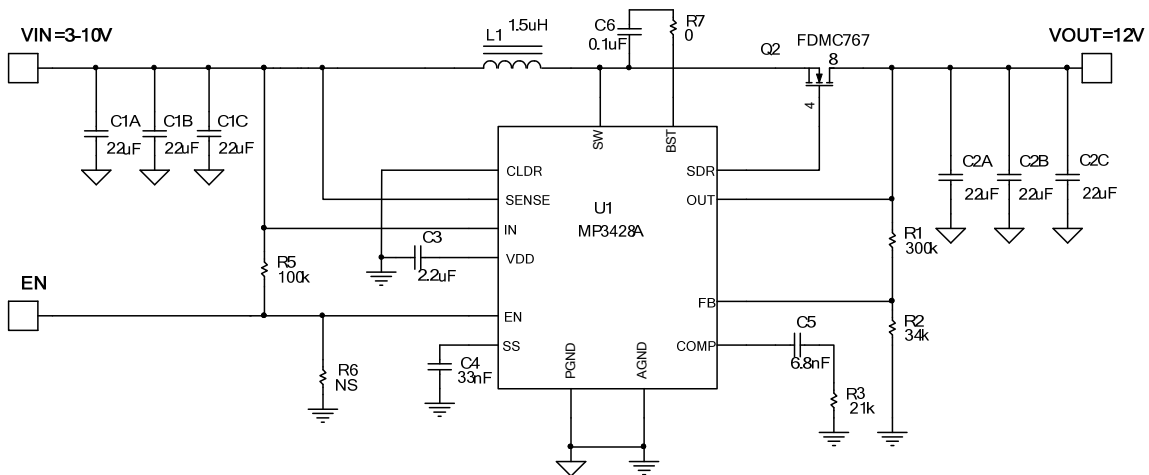 VIN=3-10V
L1
1.5uH
C6
0.1uF
R7
0
Q2
FDMC767
8
4
VOUT=12V
C1A
22uF
C1B
22uF
C1C
22uF
SW
BST
CLDR
SENSE
IN
VDD
EN
SS
SDR
OUT
FB
COMP
PGND
AGND
U1
MP3428A
C2A
22uF
C2B
22uF
C2C
22uF
C3
2.2uF
R5
100k
R1
300k
EN
R2
34k
C4
33nF
C5
6.8nF
R6
NS
R3
21k